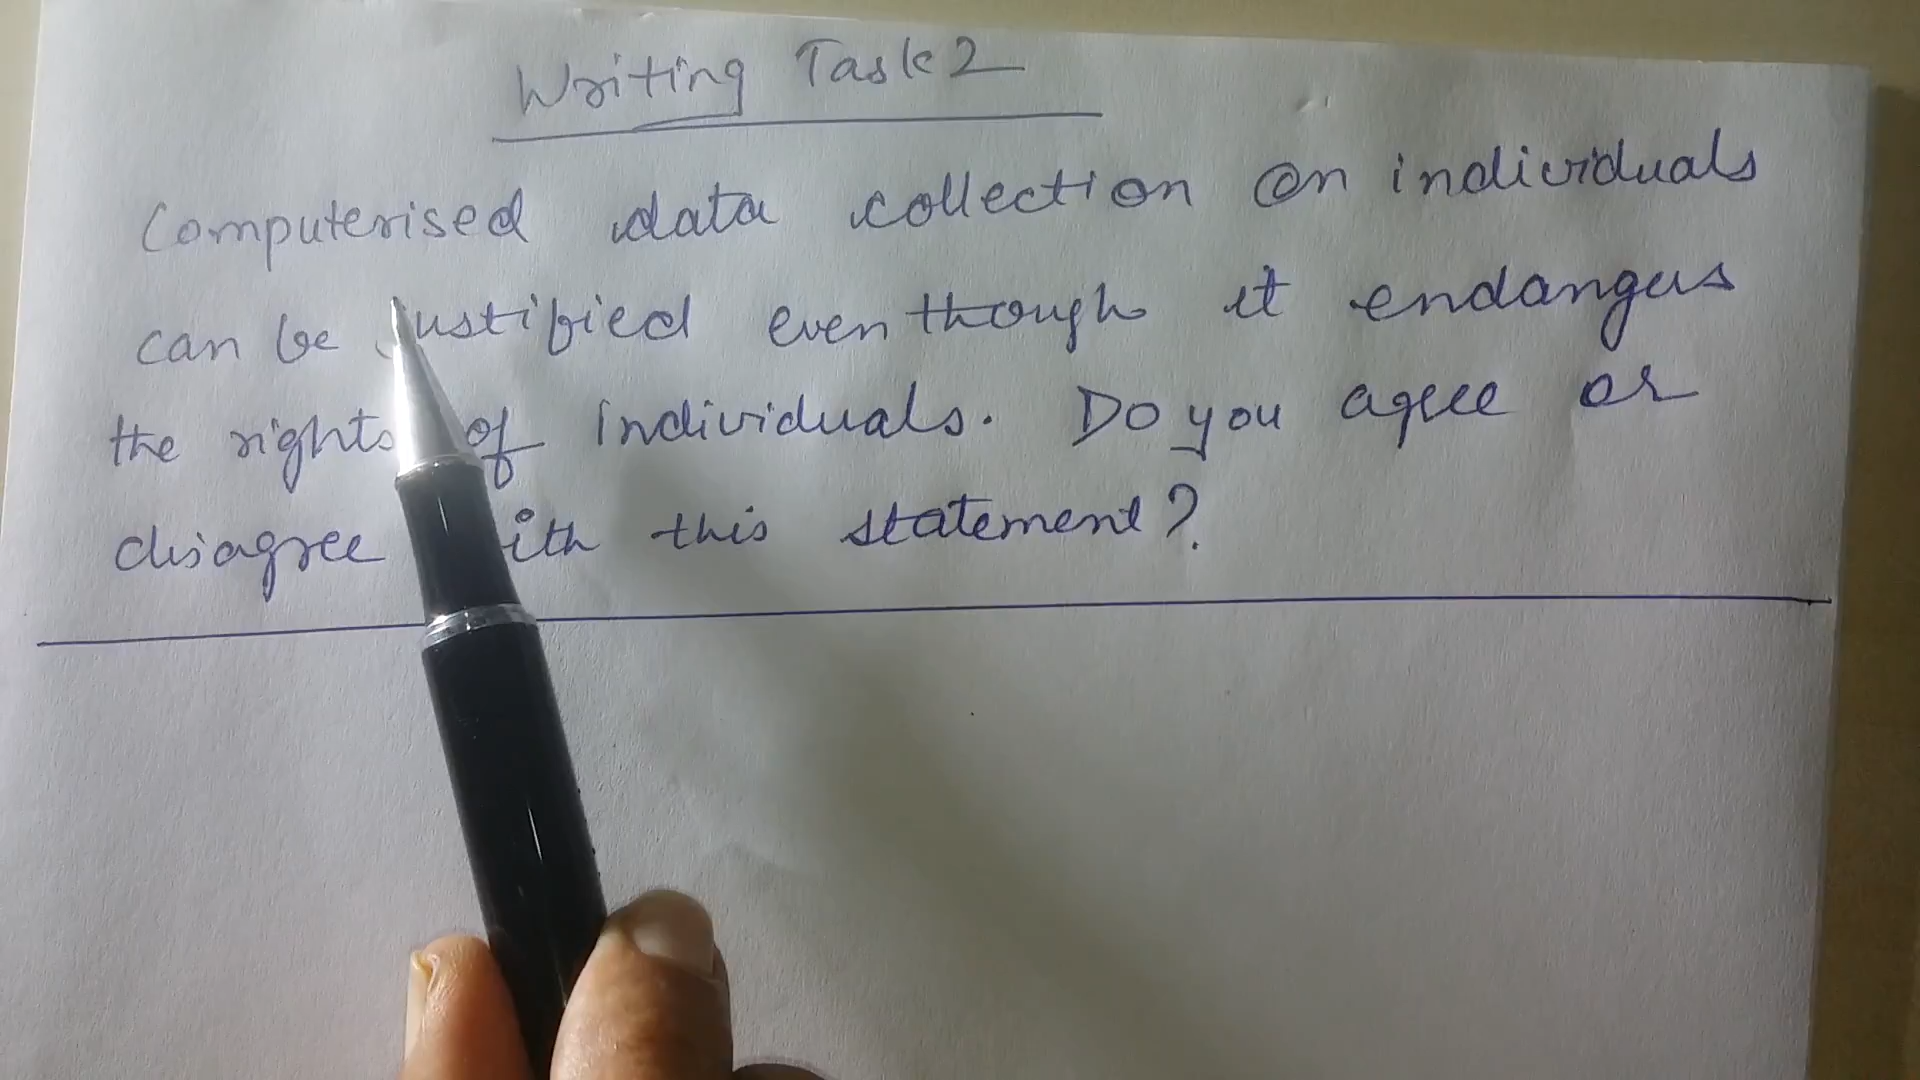 Writing Task 2
Computerised data collection on individuals
can be justified even though it endangers
the rights of individuals. Do you agree or
disagree with this statement?